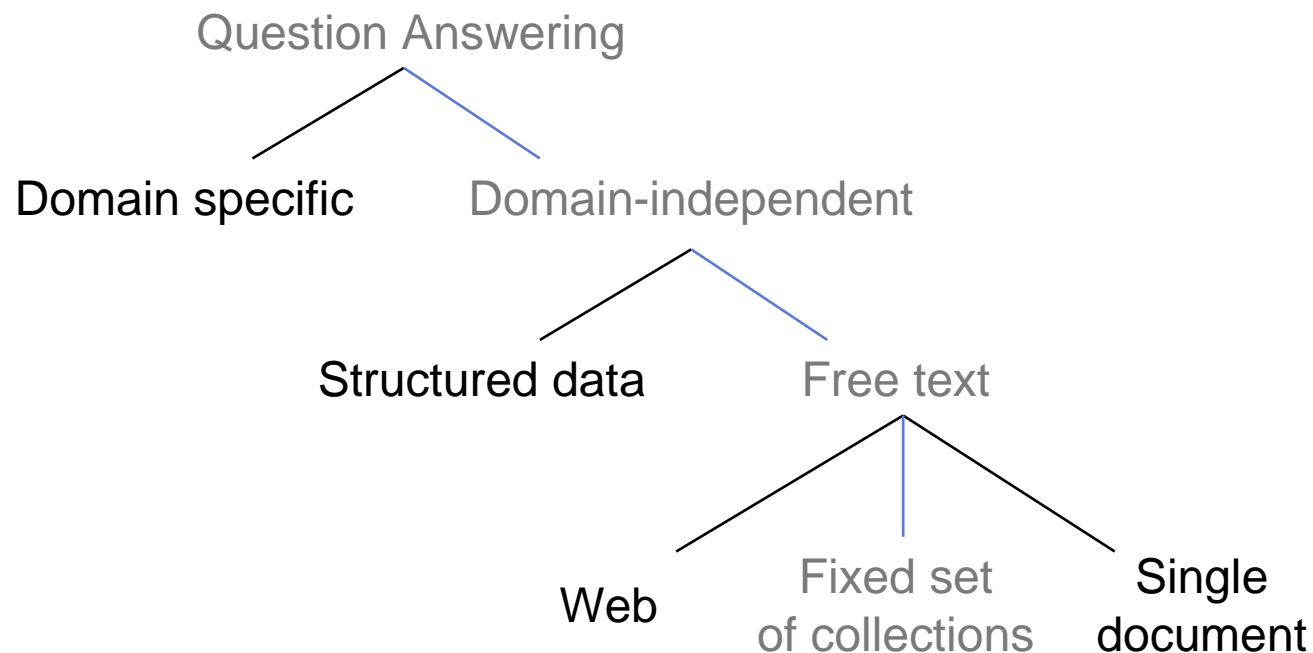 Question Answering
Domain specific
Domain-independent
Structured data
Free text
Web
Fixed set
of collections
Single
document